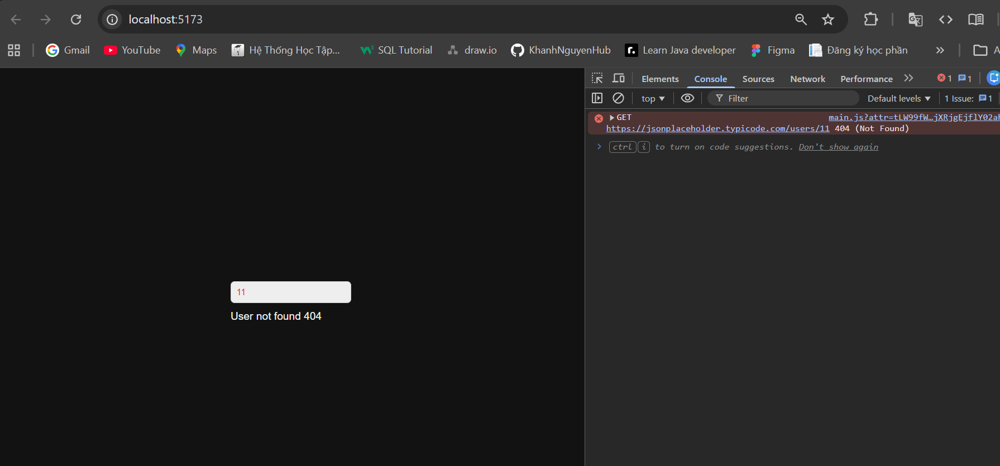 localhost:5173
Gmail YouTube Maps Hệ Thống Học Tập... SQL Tutorial draw.io KhanhNguyenHub Learn Java developer Figma Đăng ký học phần » A
Elements Console Sources Network Performance 1 1
top Filter Default levels 1 Issue: 1
GET main.js?attr=tLW99fW…jXRjgEjflY02ah
https://jsonplaceholder.typicode.com/users/11 404 (Not Found)
ctrl i to turn on code suggestions. Don't show again
11
User not found 404